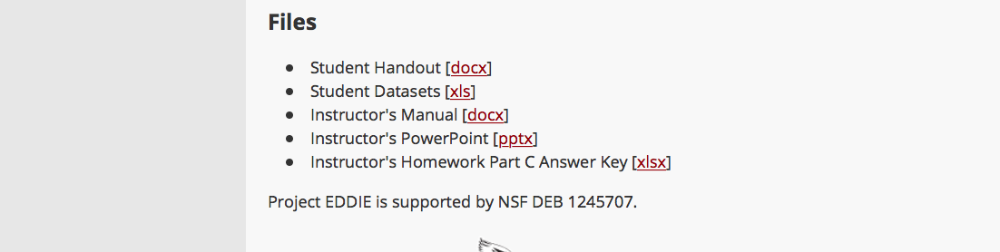 Files
Student Handout [docx]
Student Datasets [xls]
Instructor's Manual [docx]
Instructor's PowerPoint [pptx]
Instructor's Homework Part C Answer Key [xlsx]
Project EDDIE is supported by NSF DEB 1245707.